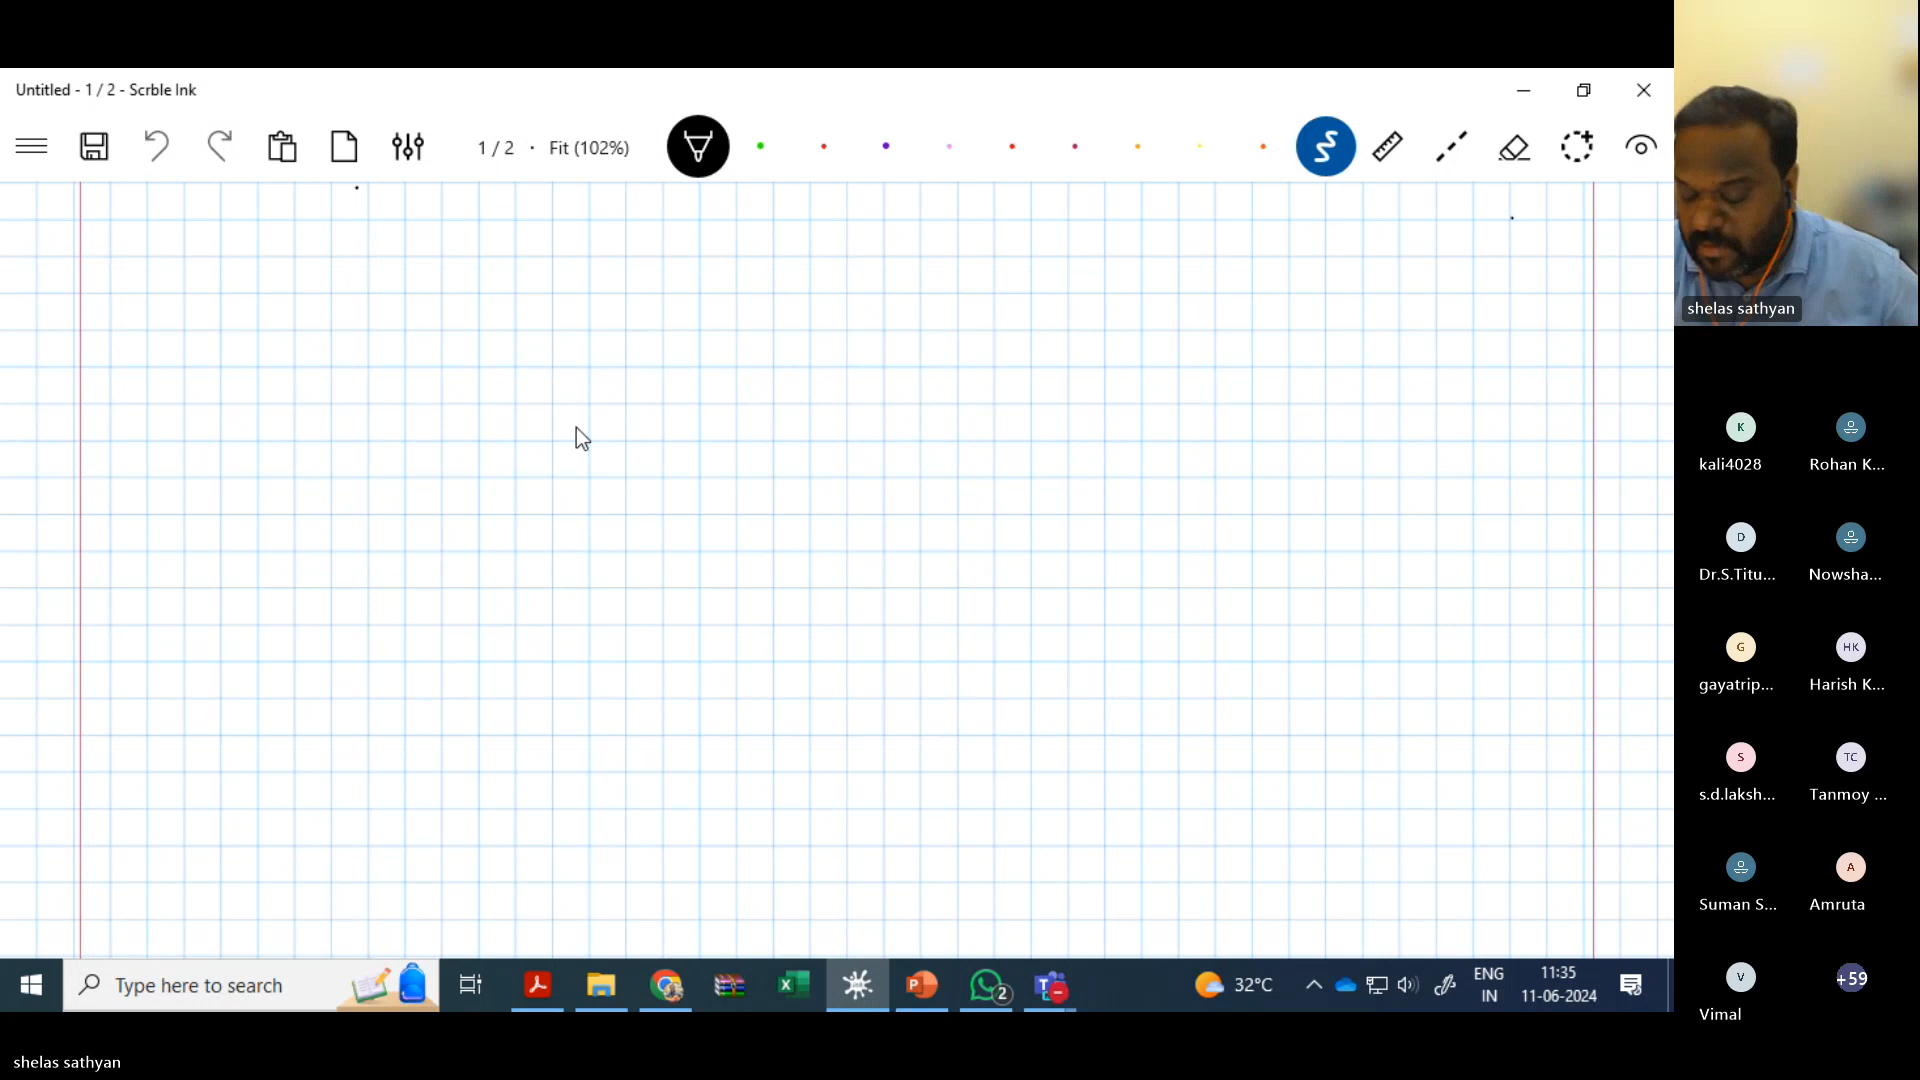 Untitled - 1 / 2 - Scrble Ink
1 / 2 · Fit (102%)
shelas sathyan
K
kali4028
Rohan K...
D
Dr.S.Titu...
Nowsha...
G
gayatrip...
HK
Harish K...
S
s.d.laksh...
TC
Tanmoy ...
Suman S...
A
Amruta
V
Vimal
+59
Type here to search
2
32°C
ENG
IN
11:35
11-06-2024
shelas sathyan